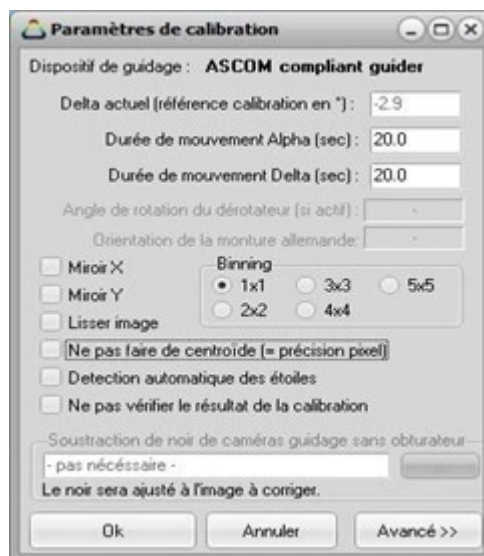 Paramètres de calibration
Dispositif de guidage : ASCOM compliant guider
Delta actuel (référence calibration en °) : -2.9
Durée de mouvement Alpha (sec) : 20.0
Durée de mouvement Delta (sec) : 20.0
Angle de rotation du dérotateur (si actif) : -
Orientation de la monture allemande: -
Miroir X
Miroir Y
Lisser image
Binning
1x1 3x3 5x5
2x2 4x4
Ne pas faire de centroïde (= précision pixel)
Detection automatique des étoiles
Ne pas vérifier le résultat de la calibration
Soustraction de noir de caméras guidage sans obturateur
- pas nécéssaire -
Le noir sera ajusté à l'image à corriger.
Ok Annuler Avancé >>